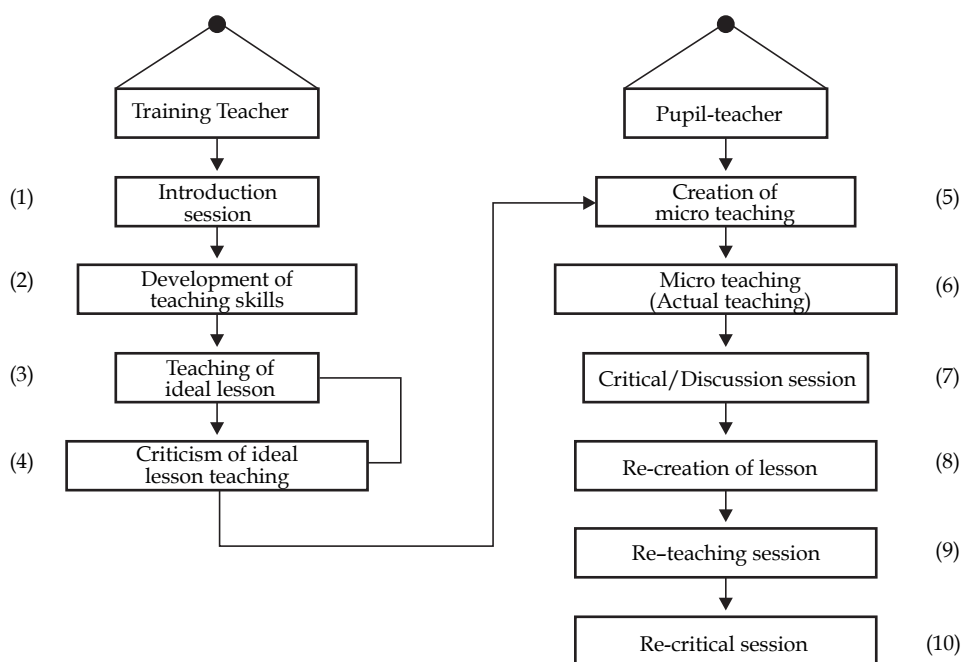 Training Teacher
(1)
Introduction
session
(2)
Development of
teaching skills
(3)
Teaching of
ideal lesson
(4)
Criticism of ideal
lesson teaching
Pupil-teacher
Creation of
micro teaching
(5)
Micro teaching
(Actual teaching)
(6)
Critical/Discussion session
(7)
Re-creation of lesson
(8)
Re-teaching session
(9)
Re-critical session
(10)